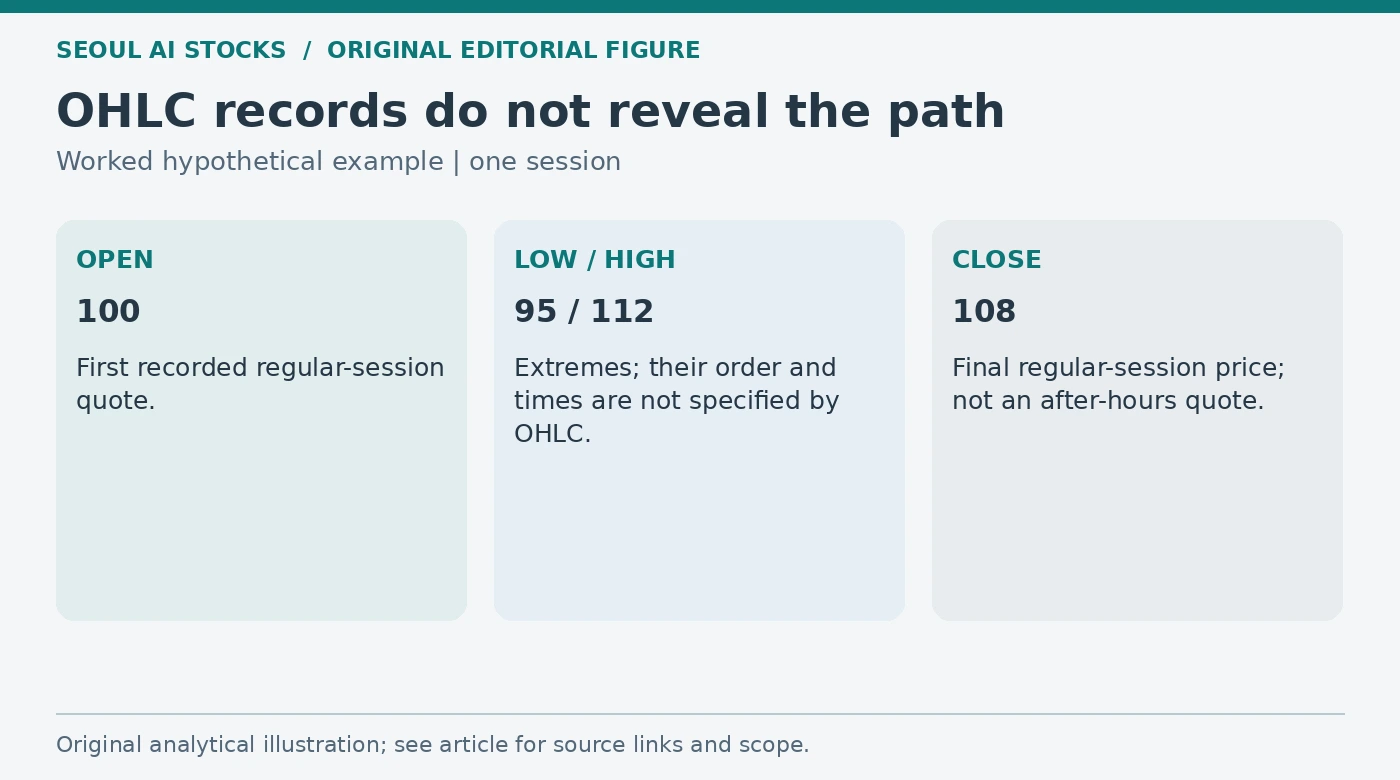 SEOUL AI STOCKS / ORIGINAL EDITORIAL FIGURE
OHLC records do not reveal the path
Worked hypothetical example | one session
OPEN
100
First recorded regular-session
quote.
LOW / HIGH
95 / 112
Extremes; their order and
times are not specified by
OHLC.
CLOSE
108
Final regular-session price;
not an after-hours quote.
Original analytical illustration; see article for source links and scope.